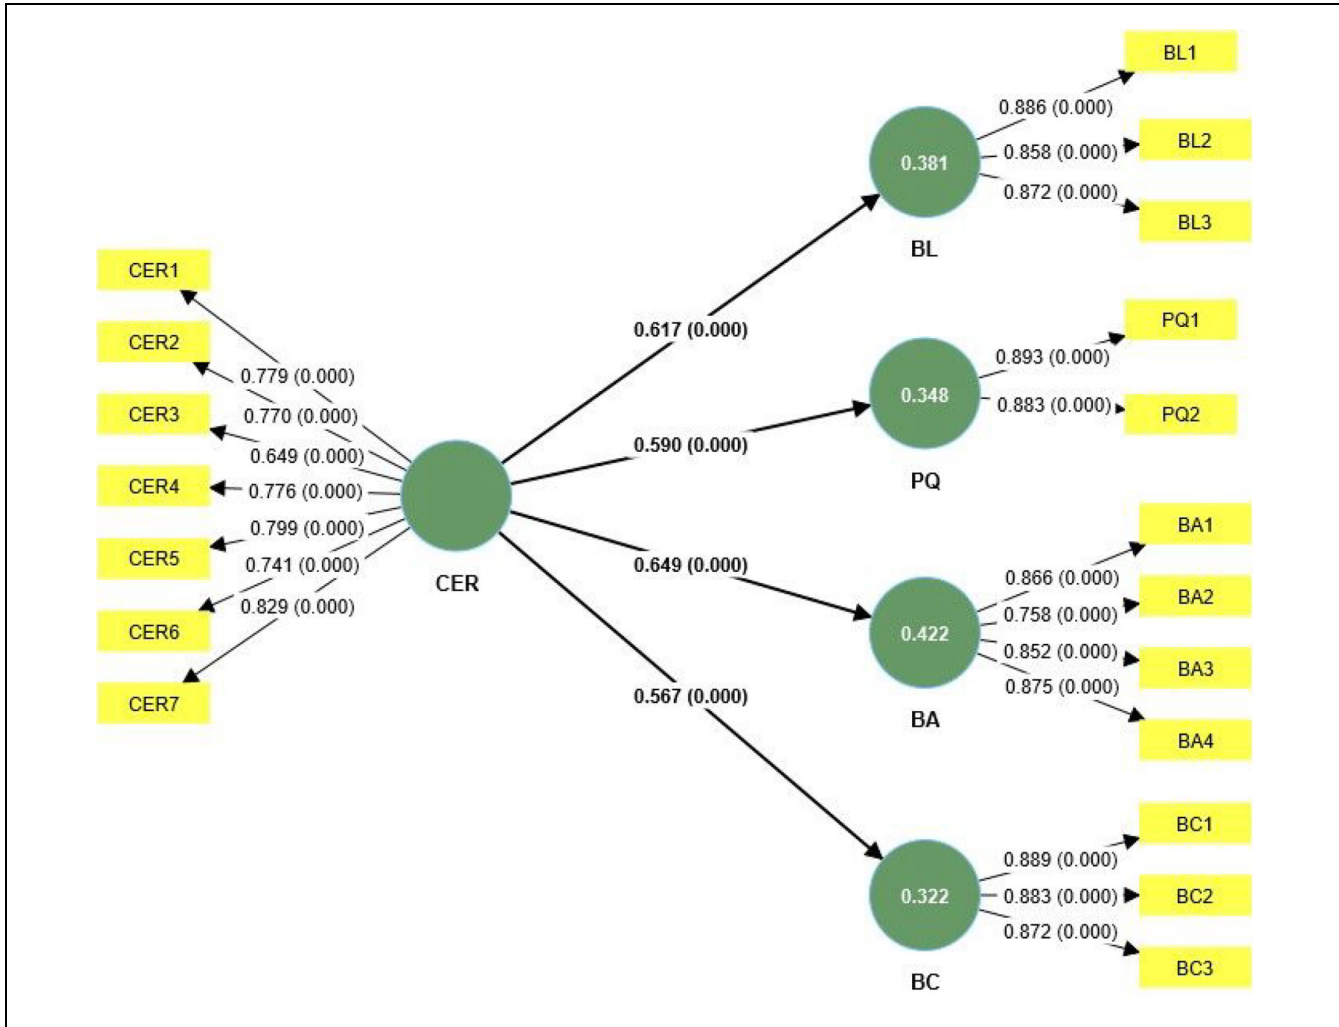 CER1
CER2
CER3
CER4
CER5
CER6
CER7
0.779 (0.000)
0.770 (0.000)
0.649 (0.000)
0.776 (0.000)
0.799 (0.000)
0.741 (0.000)
0.829 (0.000)
CER
0.617 (0.000)
0.590 (0.000)
0.649 (0.000)
0.567 (0.000)
0.381
BL
0.886 (0.000)
0.858 (0.000)
0.872 (0.000)
BL1
BL2
BL3
0.348
PQ
0.893 (0.000)
0.883 (0.000)
PQ1
PQ2
0.422
BA
0.866 (0.000)
0.758 (0.000)
0.852 (0.000)
0.875 (0.000)
BA1
BA2
BA3
BA4
0.322
BC
0.889 (0.000)
0.883 (0.000)
0.872 (0.000)
BC1
BC2
BC3